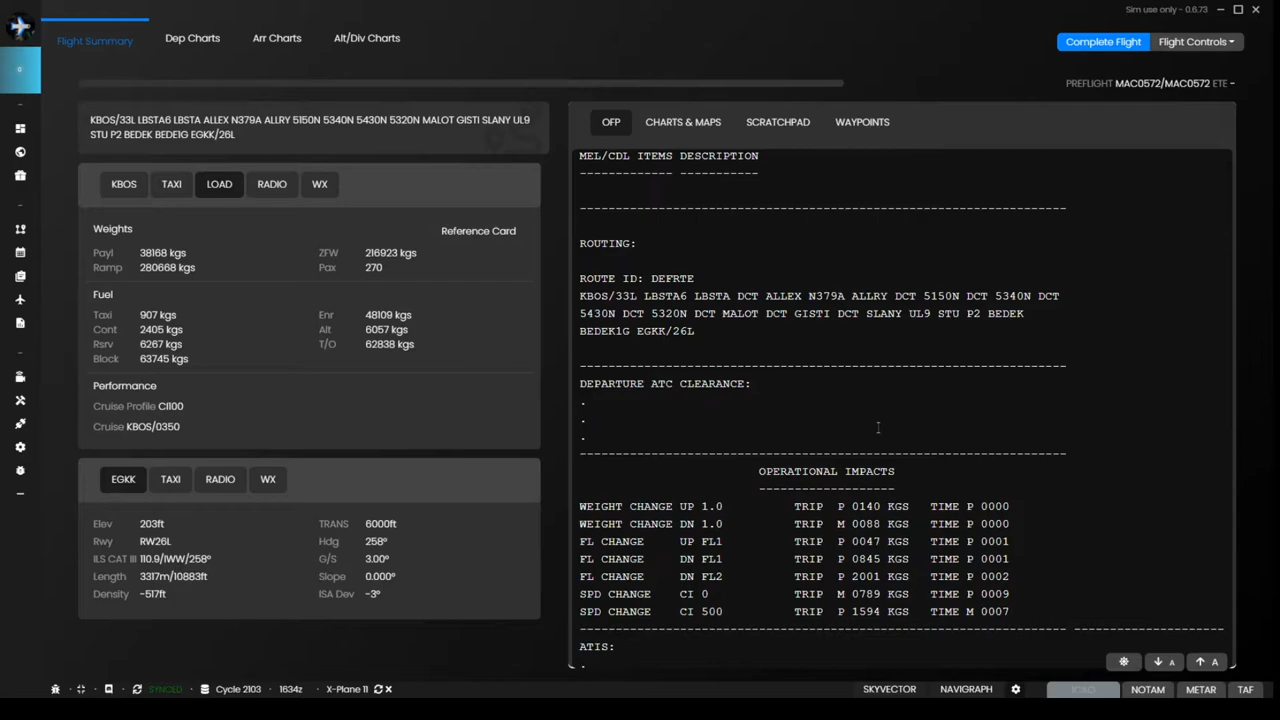 Sim use only - 0.6.73
Flight Summary
Dep Charts
Arr Charts
Alt/Div Charts
Complete Flight
Flight Controls
PREFLIGHT MAC0572/MAC0572 ETE -
KBOS/33L LBSTA6 LBSTA ALLEX N379A ALLRY 5150N 5340N 5430N 5320N MALOT GISTI SLANY UL9
STU P2 BEDEK BEDE1G EGKK/26L
KBOS
TAXI
LOAD
RADIO
WX
Weights
Reference Card
Payl 38168 kgs ZFW 216923 kgs
Ramp 280668 kgs Pax 270
Fuel
Taxi 907 kgs Enr 48109 kgs
Cont 2405 kgs Alt 6057 kgs
Rsrv 6267 kgs T/O 62838 kgs
Block 63745 kgs
Performance
Cruise Profile CI100
Cruise KBOS/0350
EGKK
TAXI
RADIO
WX
Elev 203ft TRANS 6000ft
Rwy RW26L Hdg 258°
ILS CAT III 110.9/IWW/258° G/S 3.00°
Length 3317m/10883ft Slope 0.000°
Density -517ft ISA Dev -3°
OFP
CHARTS & MAPS
SCRATCHPAD
WAYPOINTS
MEL/CDL ITEMS DESCRIPTION
------------- -----------
ROUTING:
ROUTE ID: DEFRTE
KBOS/33L LBSTA6 LBSTA DCT ALLEX N379A ALLRY DCT 5150N DCT 5340N DCT
5430N DCT 5320N DCT MALOT DCT GISTI DCT SLANY UL9 STU P2 BEDEK
BEDEK1G EGKK/26L
DEPARTURE ATC CLEARANCE:
.
.
.
OPERATIONAL IMPACTS
-------------------
WEIGHT CHANGE UP 1.0 TRIP P 0140 KGS TIME P 0000
WEIGHT CHANGE DN 1.0 TRIP M 0088 KGS TIME P 0000
FL CHANGE UP FL1 TRIP P 0047 KGS TIME P 0001
FL CHANGE DN FL1 TRIP P 0845 KGS TIME P 0001
FL CHANGE DN FL2 TRIP P 2001 KGS TIME P 0002
SPD CHANGE CI 0 TRIP M 0789 KGS TIME P 0009
SPD CHANGE CI 500 TRIP P 1594 KGS TIME M 0007
ATIS:
.
A
A
SYNCED
Cycle 2103
1634z
X-Plane 11
SKYVECTOR
NAVIGRAPH
ICAO
NOTAM
METAR
TAF